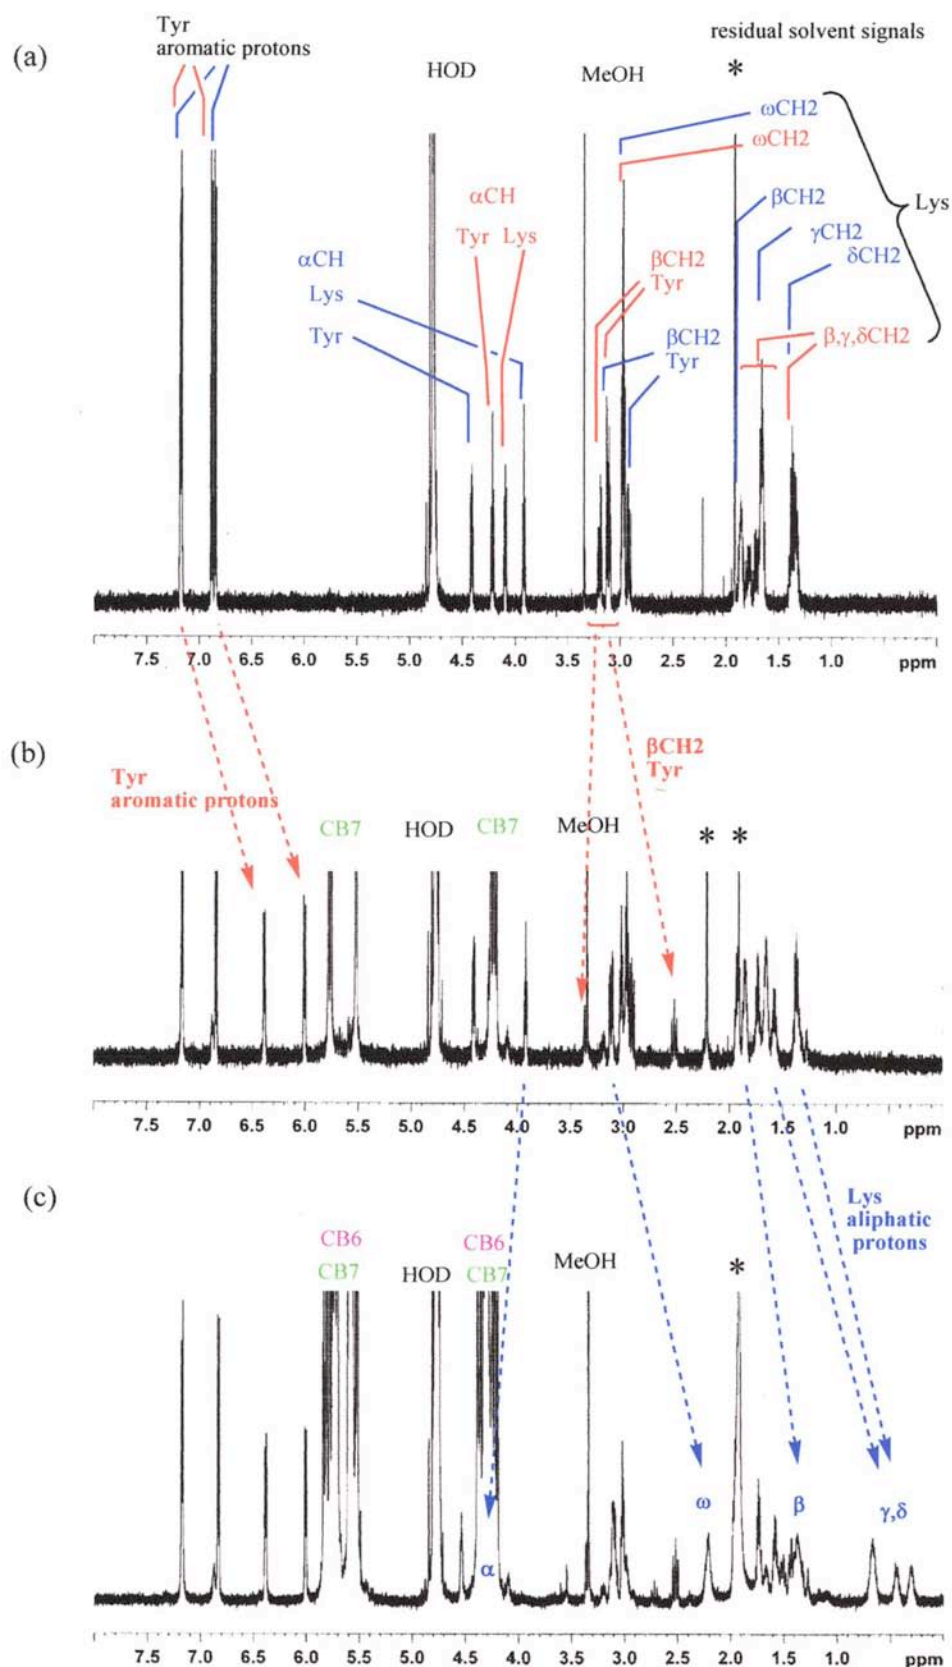 Tyr
aromatic protons
residual solvent signals
(a)
HOD
MeOH
*
ωCH2
ωCH2
βCH2
Lys
γCH2
δCH2
αCH
Tyr Lys
αCH
Lys
Tyr
βCH2
Tyr
βCH2
Tyr
β,γ,δCH2
7.5 7.0 6.5 6.0 5.5 5.0 4.5 4.0 3.5 3.0 2.5 2.0 1.5 1.0 ppm
(b)
Tyr
aromatic protons
βCH2
Tyr
CB7 HOD CB7 MeOH * *
7.5 7.0 6.5 6.0 5.5 5.0 4.5 4.0 3.5 3.0 2.5 2.0 1.5 1.0 ppm
(c)
Lys
aliphatic
protons
CB6 CB6
CB7 HOD CB7 MeOH *
α ω β γ,δ
7.5 7.0 6.5 6.0 5.5 5.0 4.5 4.0 3.5 3.0 2.5 2.0 1.5 1.0 ppm